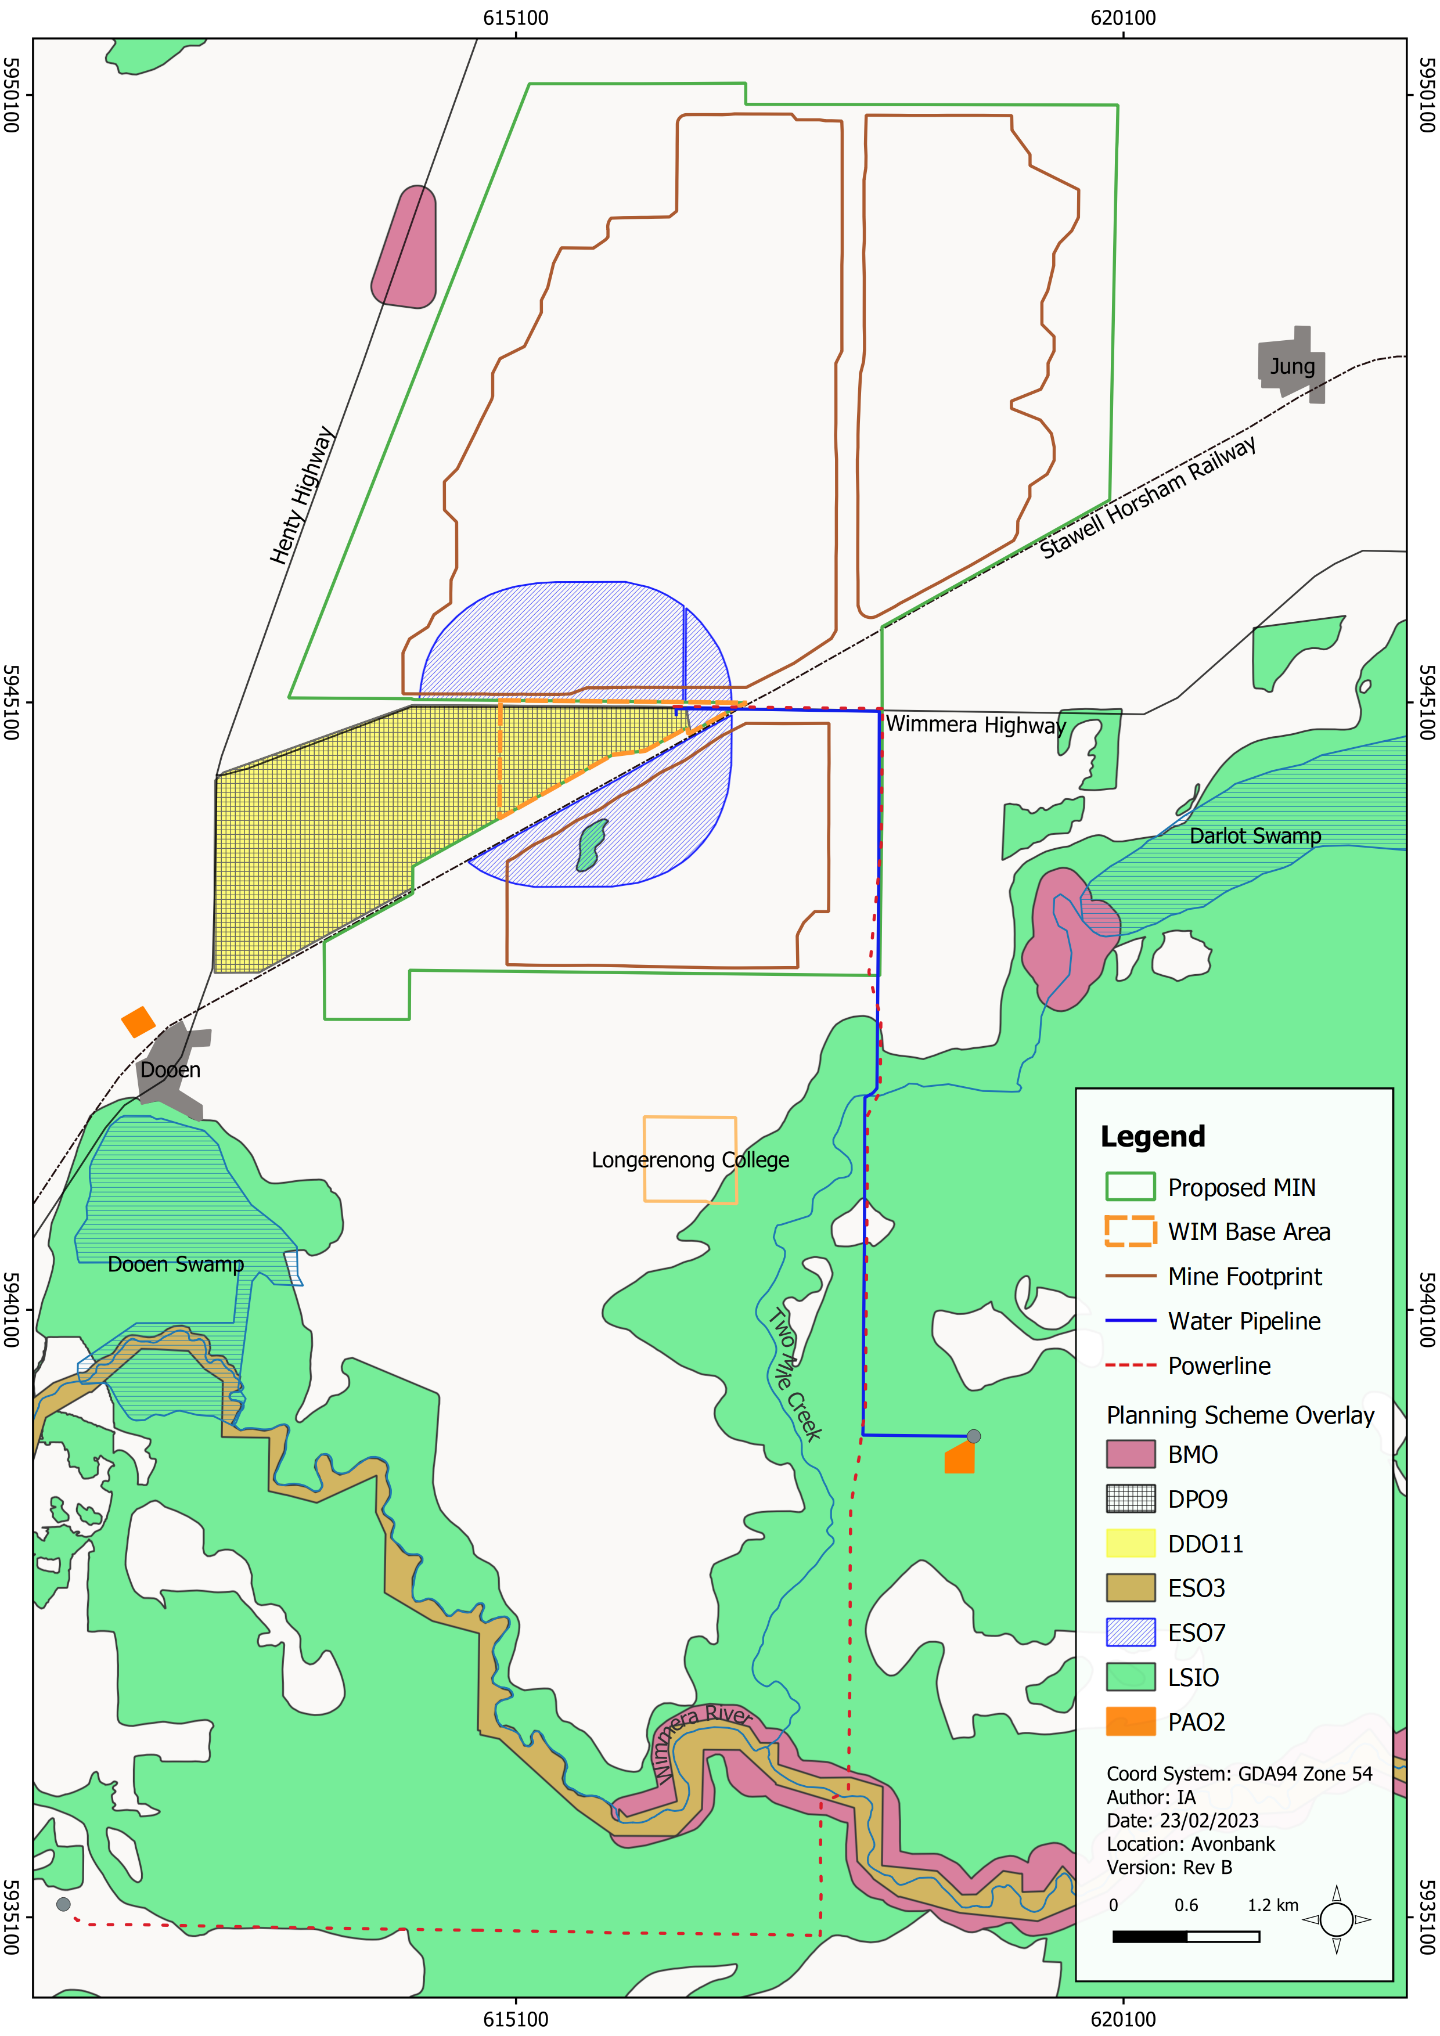 615100
620100
5950100
5950100
Jung
Henty Highway
Stawell Horsham Railway
5945100
5945100
Wimmera Highway
Darlot Swamp
Dooen
Longerenong College
Dooen Swamp
5940100
5940100
Two Mile Creek
Wimmera River
Legend
Proposed MIN
WIM Base Area
Mine Footprint
Water Pipeline
Powerline
Planning Scheme Overlay
BMO
DPO9
DDO11
ESO3
ESO7
LSIO
PAO2
Coord System: GDA94 Zone 54
Author: IA
Date: 23/02/2023
Location: Avonbank
Version: Rev B
0 0.6 1.2 km
5935100
5935100
615100
620100